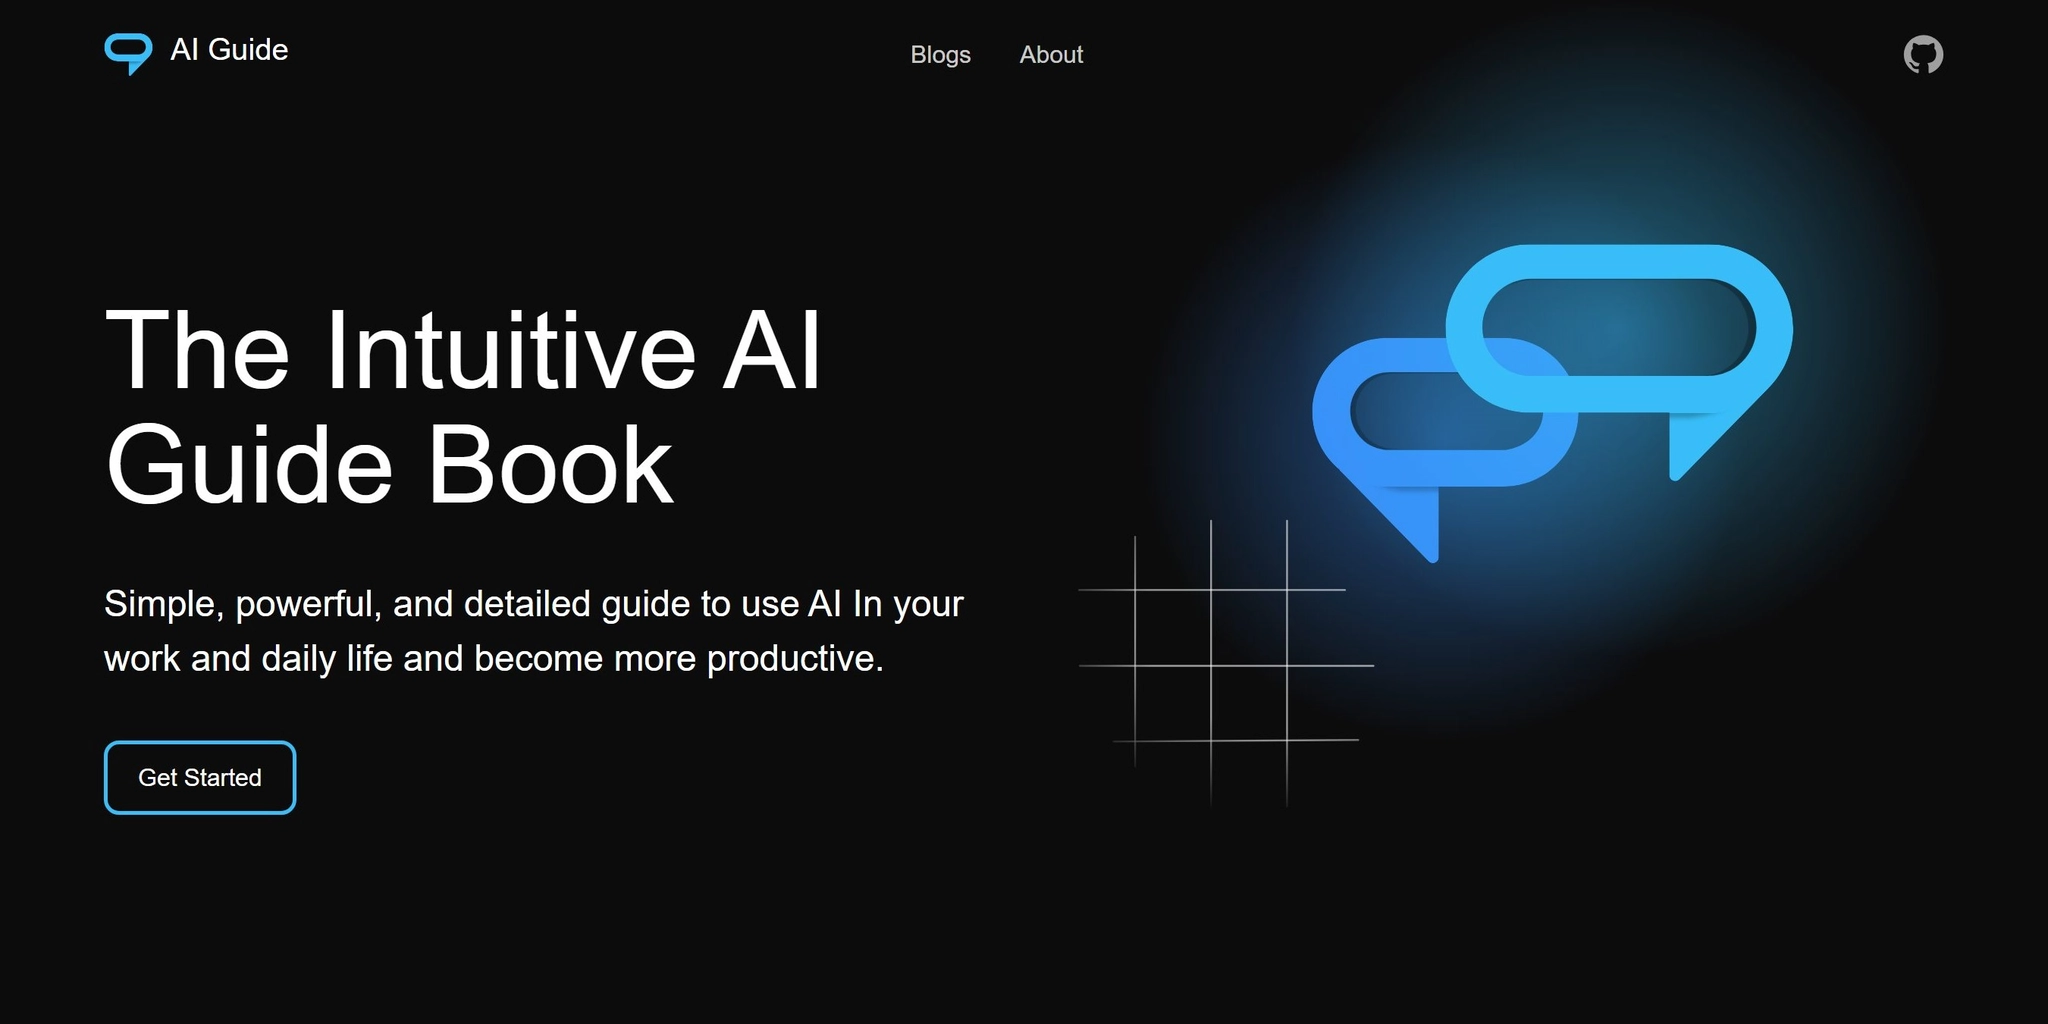 AI Guide
Blogs
About
The Intuitive AI
Guide Book
Simple, powerful, and detailed guide to use AI In your
work and daily life and become more productive.
Get Started